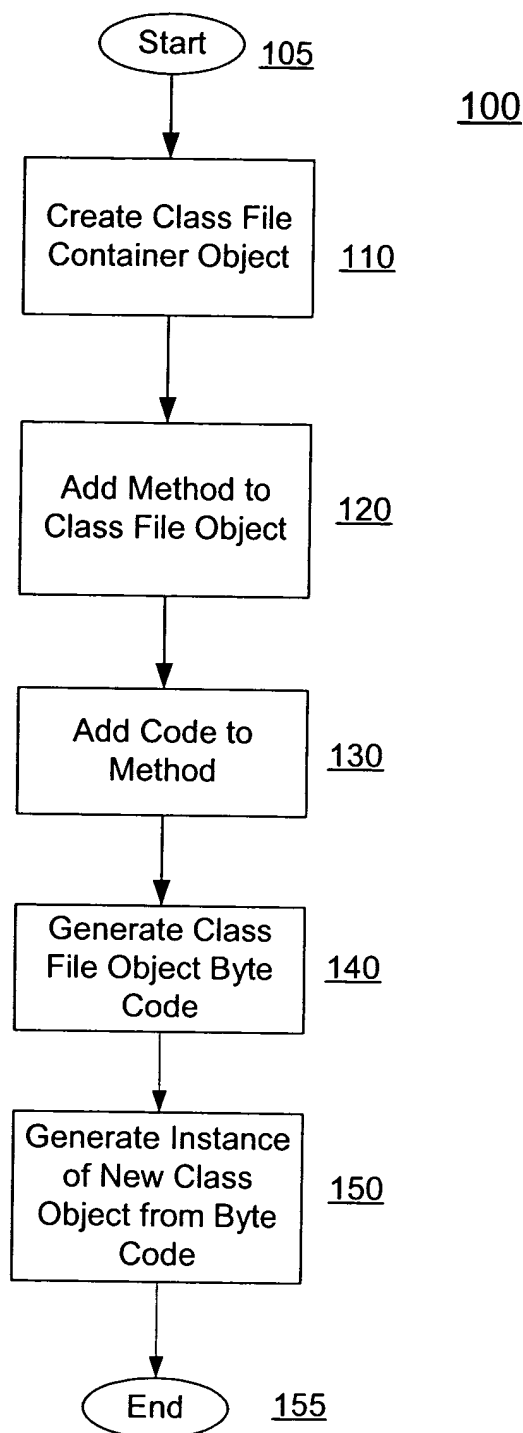 Start
105
100
Create Class File
Container Object
110
Add Method to
Class File Object
120
Add Code to
Method
130
Generate Class
File Object Byte
Code
140
Generate Instance
of New Class
Object from Byte
Code
150
End
155